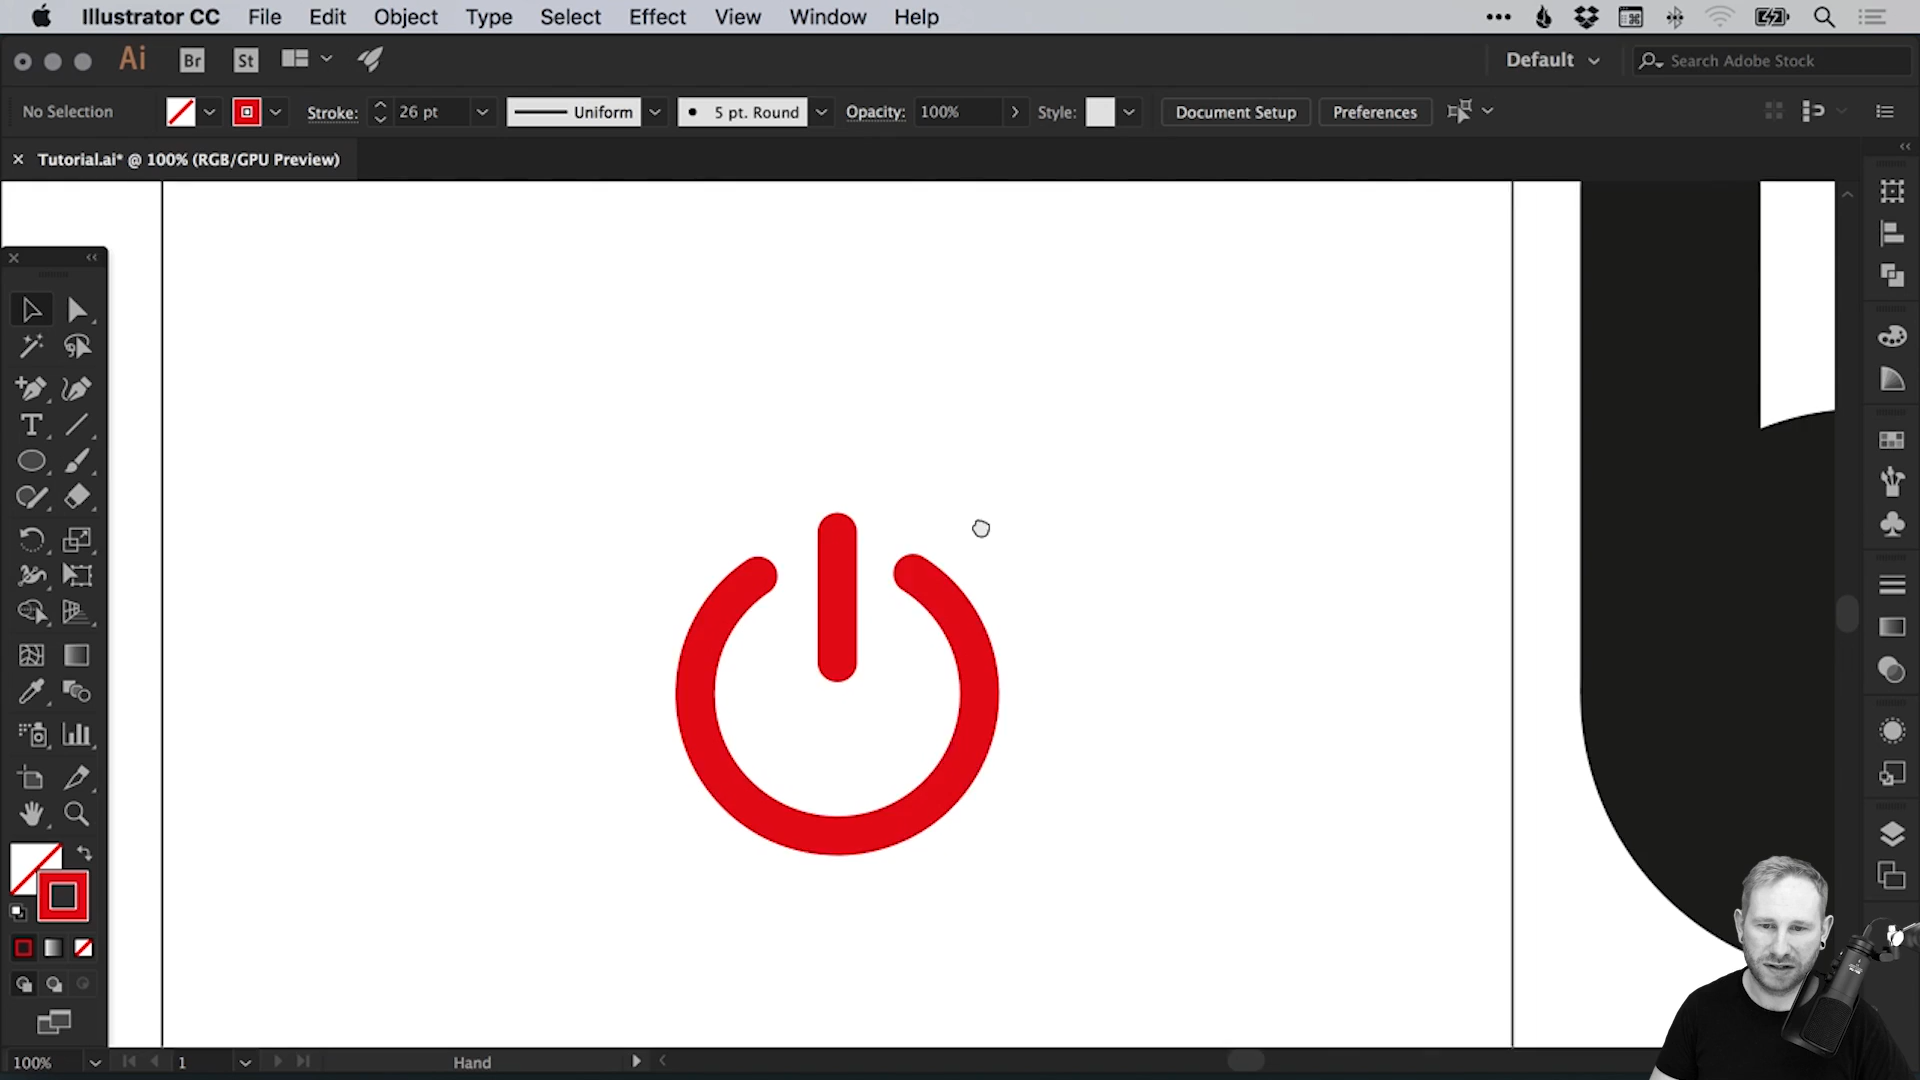 Illustrator CC File Edit Object Type Select Effect View Window Help
Ai Br St Default Search Adobe Stock
No Selection Stroke: 26 pt Uniform 5 pt. Round Opacity: 100% Style: Document Setup Preferences
Tutorial.ai* @ 100% (RGB/GPU Preview)
T
100% 1 Hand